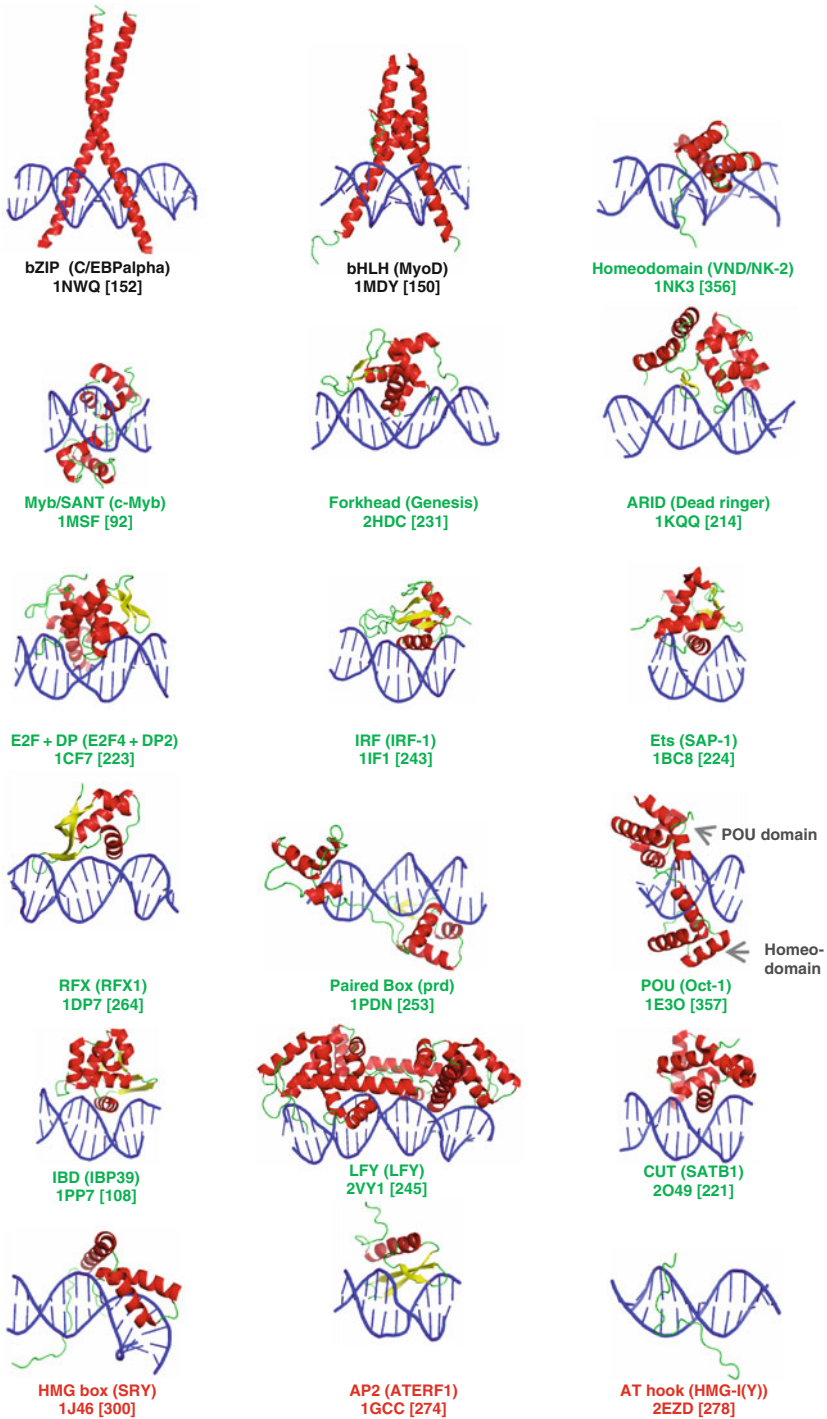 bZIP (C/EBPalpha)
1NWQ [152]
bHLH (MyoD)
1MDY [150]
Homeodomain (VND/NK-2)
1NK3 [356]
Myb/SANT (c-Myb)
1MSF [92]
Forkhead (Genesis)
2HDC [231]
ARID (Dead ringer)
1KQQ [214]
E2F + DP (E2F4 + DP2)
1CF7 [223]
IRF (IRF-1)
1IF1 [243]
Ets (SAP-1)
1BC8 [224]
RFX (RFX1)
1DP7 [264]
Paired Box (prd)
1PDN [253]
POU domain
Homeo-
domain
POU (Oct-1)
1E3O [357]
IBD (IBP39)
1PP7 [108]
LFY (LFY)
2VY1 [245]
CUT (SATB1)
2O49 [221]
HMG box (SRY)
1J46 [300]
AP2 (ATERF1)
1GCC [274]
AT hook (HMG-I(Y))
2EZD [278]